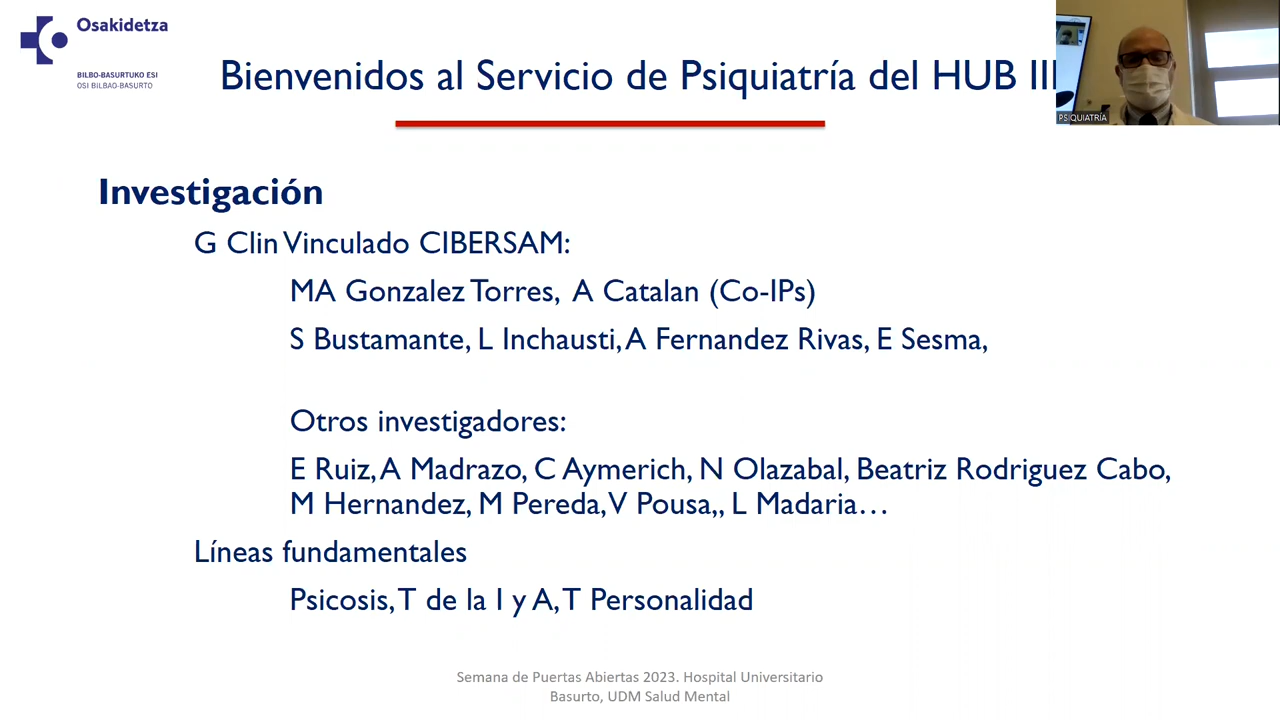 Osakidetza
BILBO-BASURTUKO ESI
OSI BILBAO-BASURTO
Bienvenidos al Servicio de Psiquiatría del HUB III
PSIQUIATRÍA
Investigación
G Clin Vinculado CIBERSAM:
MA Gonzalez Torres, A Catalan (Co-IPs)
S Bustamante, L Inchausti, A Fernandez Rivas, E Sesma,
Otros investigadores:
E Ruiz, A Madrazo, C Aymerich, N Olazabal, Beatriz Rodriguez Cabo,
M Hernandez, M Pereda, V Pousa,, L Madaria…
Líneas fundamentales
Psicosis, T de la I y A, T Personalidad
Semana de Puertas Abiertas 2023. Hospital Universitario
Basurto, UDM Salud Mental